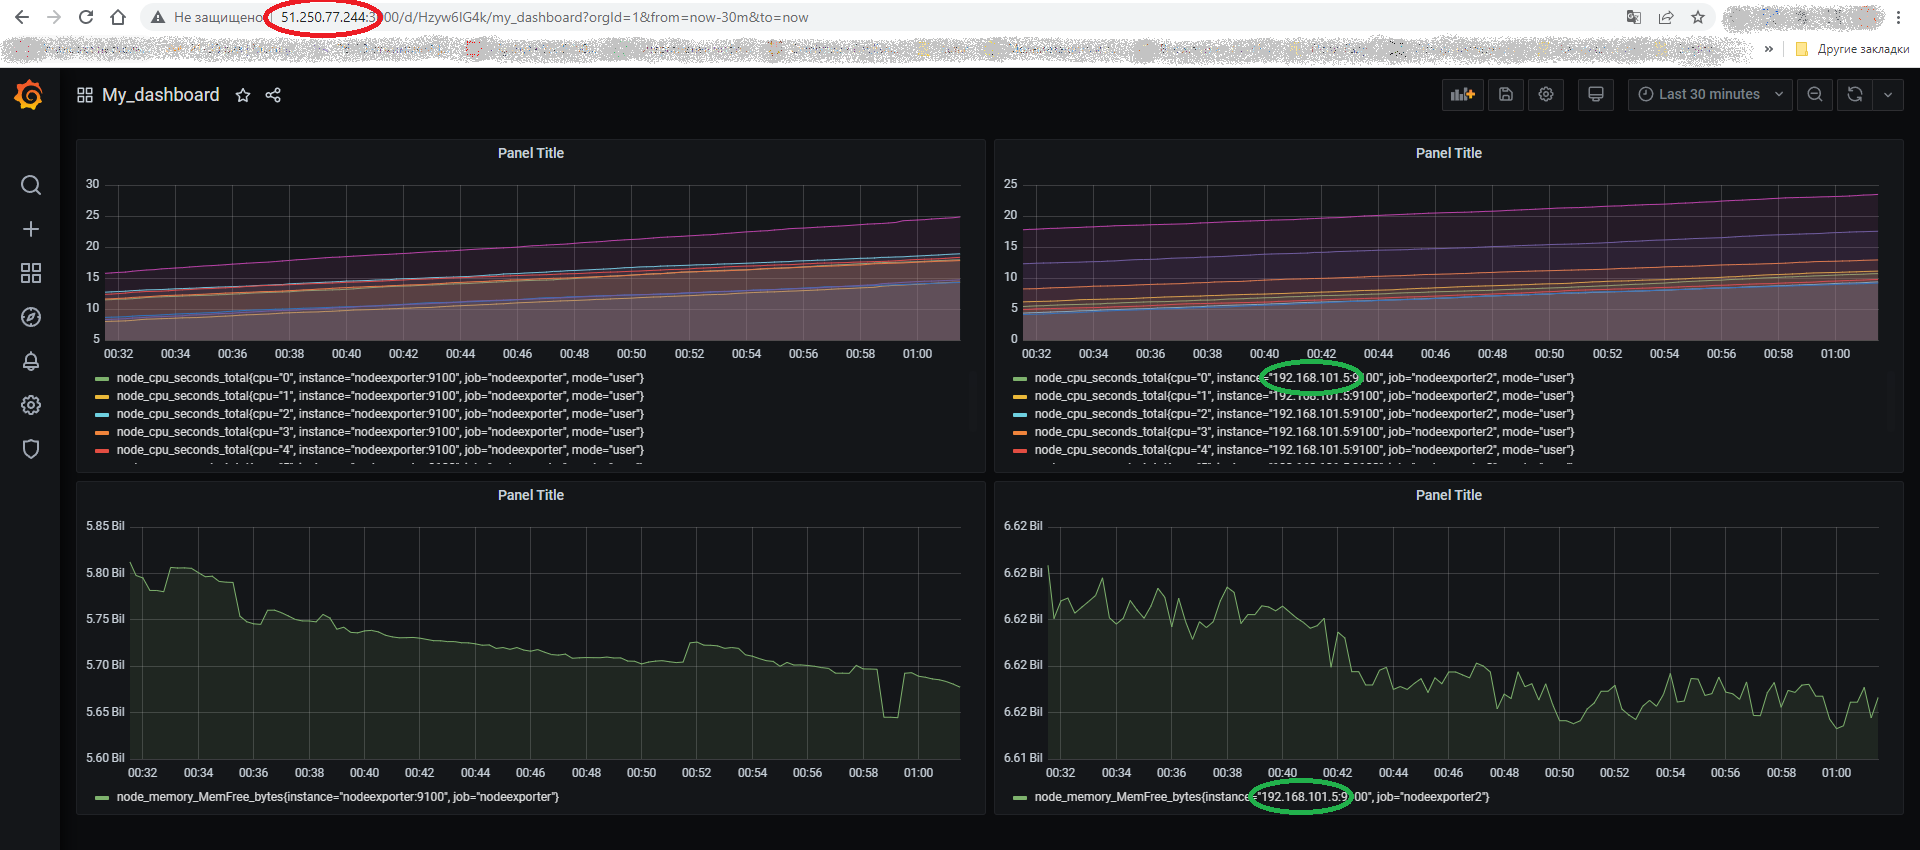 Не защищено 51.250.77.244:3000/d/Hzyw6IG4k/my_dashboard?orgId=1&from=now-30m&to=now
» Другие закладки
My_dashboard
Last 30 minutes
Panel Title
30
25
20
15
10
5
00:32 00:34 00:36 00:38 00:40 00:42 00:44 00:46 00:48 00:50 00:52 00:54 00:56 00:58 01:00
node_cpu_seconds_total{cpu="0", instance="nodeexporter:9100", job="nodeexporter", mode="user"}
node_cpu_seconds_total{cpu="1", instance="nodeexporter:9100", job="nodeexporter", mode="user"}
node_cpu_seconds_total{cpu="2", instance="nodeexporter:9100", job="nodeexporter", mode="user"}
node_cpu_seconds_total{cpu="3", instance="nodeexporter:9100", job="nodeexporter", mode="user"}
node_cpu_seconds_total{cpu="4", instance="nodeexporter:9100", job="nodeexporter", mode="user"}
Panel Title
25
20
15
10
5
0
00:32 00:34 00:36 00:38 00:40 00:42 00:44 00:46 00:48 00:50 00:52 00:54 00:56 00:58 01:00
node_cpu_seconds_total{cpu="0", instance="192.168.101.5:9100", job="nodeexporter2", mode="user"}
node_cpu_seconds_total{cpu="1", instance="192.168.101.5:9100", job="nodeexporter2", mode="user"}
node_cpu_seconds_total{cpu="2", instance="192.168.101.5:9100", job="nodeexporter2", mode="user"}
node_cpu_seconds_total{cpu="3", instance="192.168.101.5:9100", job="nodeexporter2", mode="user"}
node_cpu_seconds_total{cpu="4", instance="192.168.101.5:9100", job="nodeexporter2", mode="user"}
Panel Title
5.85 Bil
5.80 Bil
5.75 Bil
5.70 Bil
5.65 Bil
5.60 Bil
00:32 00:34 00:36 00:38 00:40 00:42 00:44 00:46 00:48 00:50 00:52 00:54 00:56 00:58 01:00
node_memory_MemFree_bytes{instance="nodeexporter:9100", job="nodeexporter"}
Panel Title
6.62 Bil
6.62 Bil
6.62 Bil
6.62 Bil
6.62 Bil
6.61 Bil
00:32 00:34 00:36 00:38 00:40 00:42 00:44 00:46 00:48 00:50 00:52 00:54 00:56 00:58 01:00
node_memory_MemFree_bytes{instance="192.168.101.5:9100", job="nodeexporter2"}